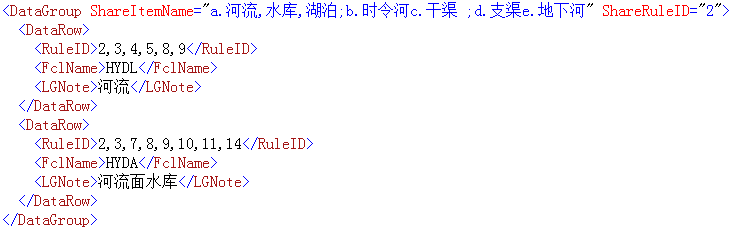 <DataGroup ShareItemName="a.河流,水库,湖泊;b.时令河c.干渠 ;d.支渠e.地下河" ShareRuleID="2">
<DataRow>
<RuleID>2,3,4,5,8,9</RuleID>
<FclName>HYDL</FclName>
<LGNote>河流</LGNote>
</DataRow>
<DataRow>
<RuleID>2,3,7,8,9,10,11,14</RuleID>
<FclName>HYDA</FclName>
<LGNote>河流面水库</LGNote>
</DataRow>
</DataGroup>